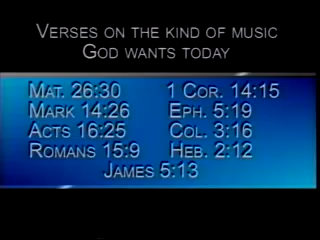 Verses on the kind of music
God wants today
Mat. 26:30 1 Cor. 14:15
Mark 14:26 Eph. 5:19
Acts 16:25 Col. 3:16
Romans 15:9 Heb. 2:12
James 5:13